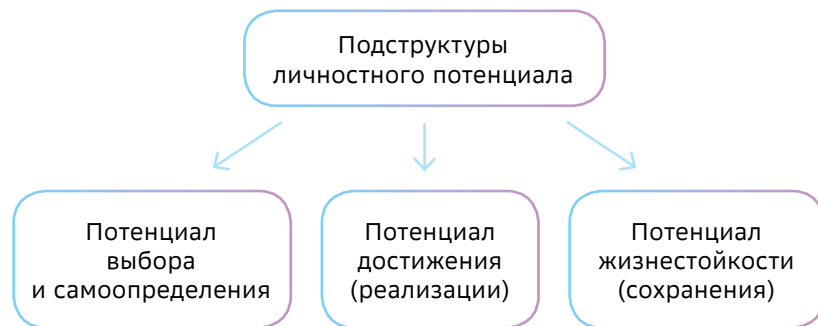 Подструктуры
личностного потенциала
Потенциал
выбора
и самоопределения
Потенциал
достижения
(реализации)
Потенциал
жизнестойкости
(сохранения)